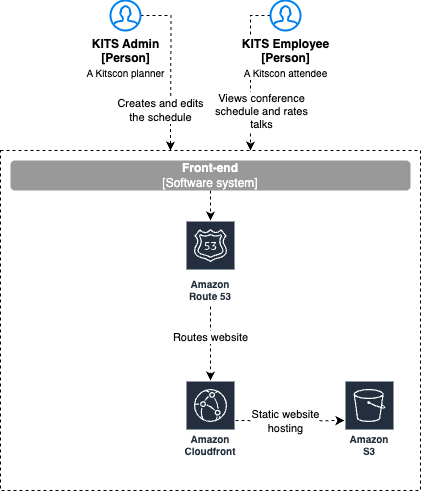 KITS Admin
[Person]
A Kitscon planner
KITS Employee
[Person]
A Kitscon attendee
Creates and edits
the schedule
Views conference
schedule and rates
talks
Front-end
[Software system]
53
Amazon
Route 53
Routes website
Amazon
Cloudfront
Static website
hosting
Amazon
S3